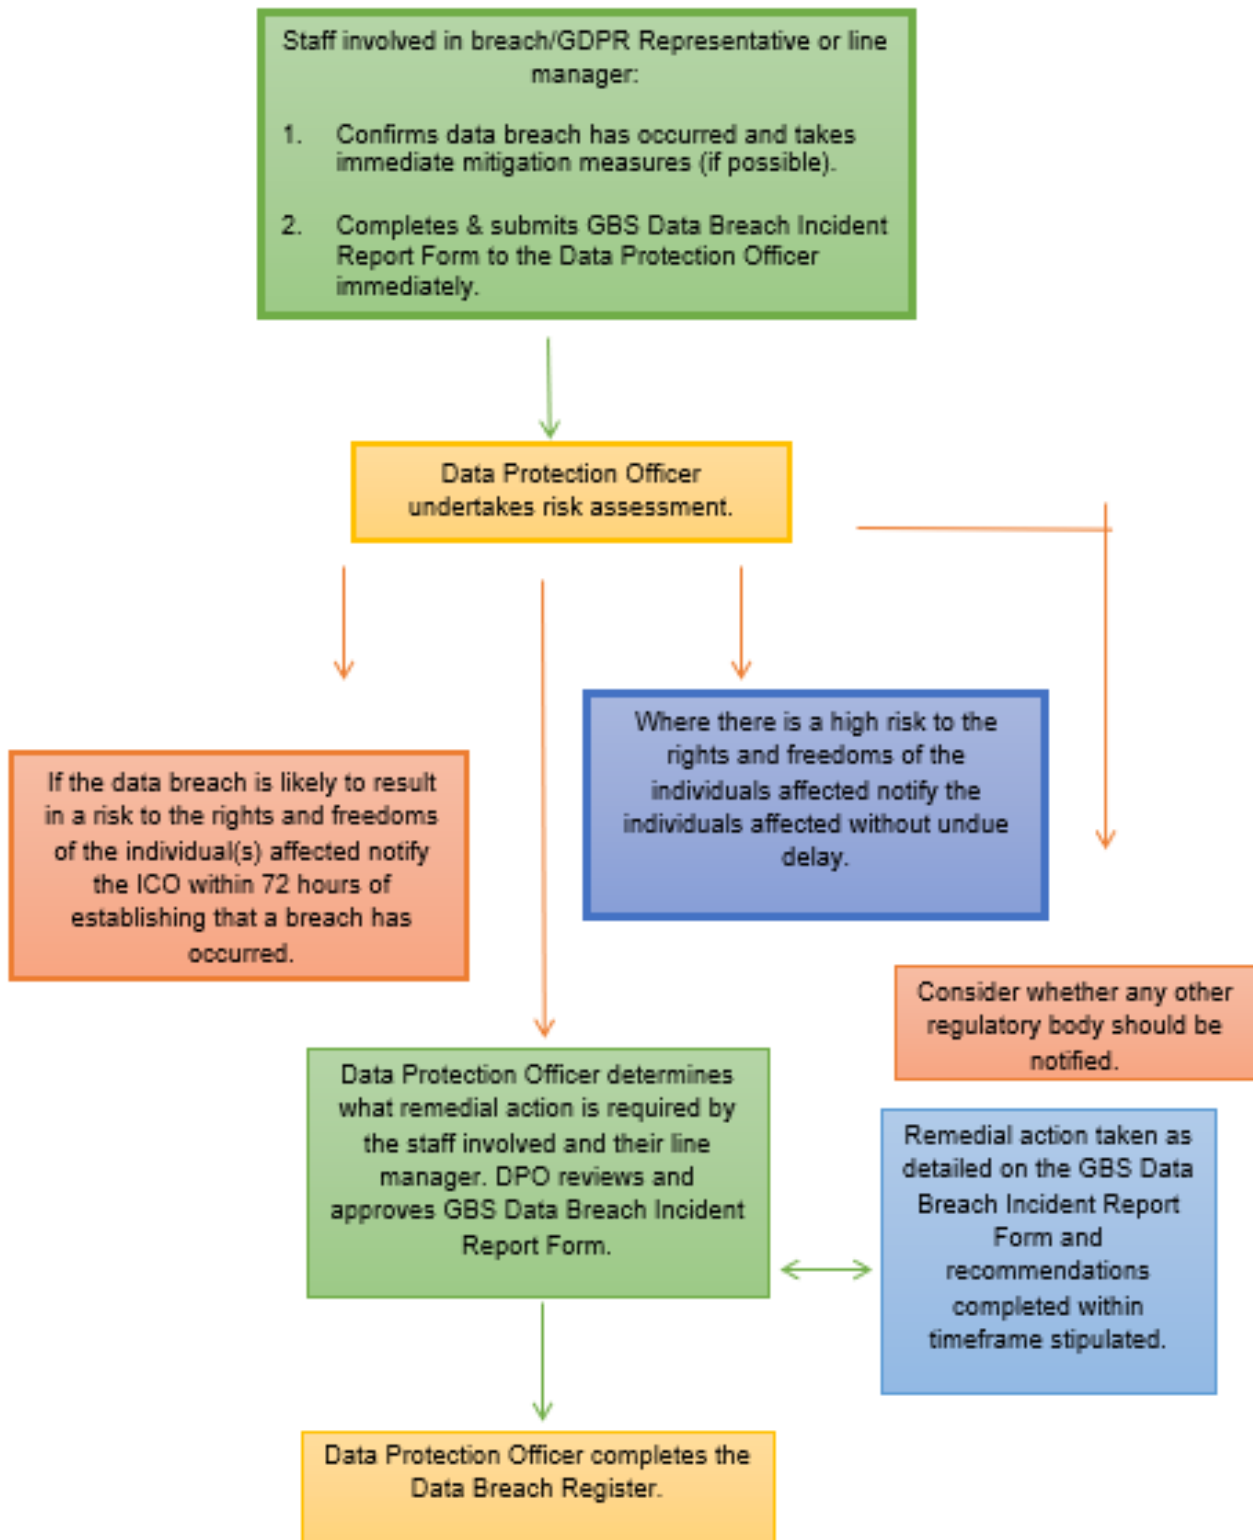 Staff involved in breach/GDPR Representative or line
manager:
1. Confirms data breach has occurred and takes
immediate mitigation measures (if possible).
2. Completes & submits GBS Data Breach Incident
Report Form to the Data Protection Officer
immediately.
Data Protection Officer
undertakes risk assessment.
If the data breach is likely to result
in a risk to the rights and freedoms
of the individual(s) affected notify
the ICO within 72 hours of
establishing that a breach has
occurred.
Where there is a high risk to the
rights and freedoms of the
individuals affected notify the
individuals affected without undue
delay.
Consider whether any other
regulatory body should be
notified.
Data Protection Officer determines
what remedial action is required by
the staff involved and their line
manager. DPO reviews and
approves GBS Data Breach Incident
Report Form.
Remedial action taken as
detailed on the GBS Data
Breach Incident Report
Form and
recommendations
completed within
timeframe stipulated.
Data Protection Officer completes the
Data Breach Register.